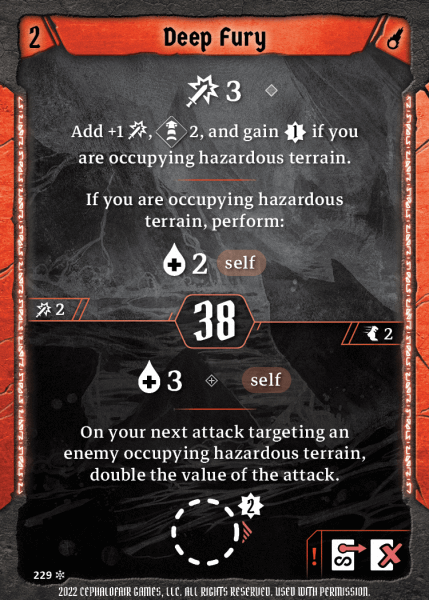 2
Deep Fury
3
Add +1 , 2, and gain 1 if you
are occupying hazardous terrain.
If you are occupying hazardous
terrain, perform:
2 self
2
38
2
3 self
On your next attack targeting an
enemy occupying hazardous terrain,
double the value of the attack.
2
!
229
2022 CEPHALOFAIR GAMES, LLC. ALL RIGHTS RESERVED. USED WITH PERMISSION.